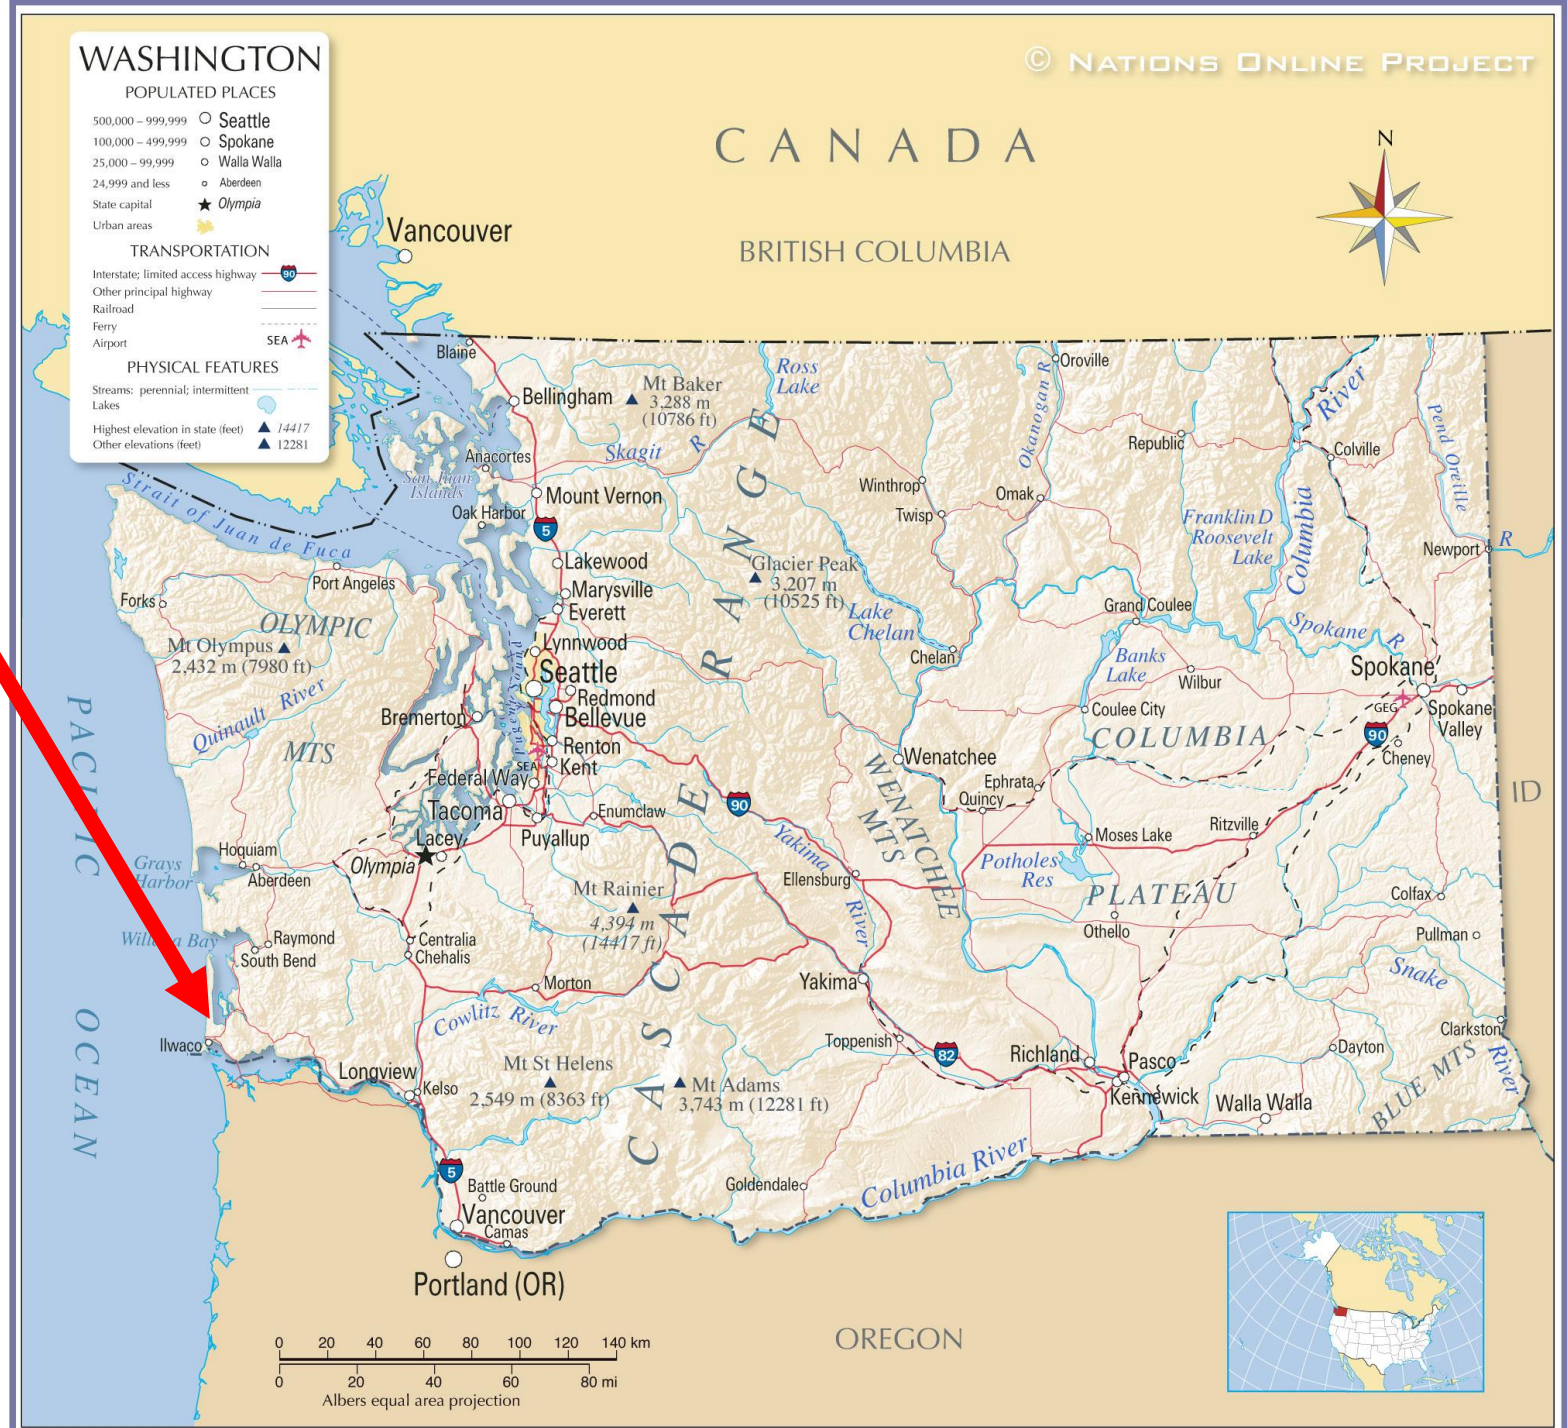 WASHINGTON
POPULATED PLACES
500,000 – 999,999 Seattle
100,000 – 499,999 Spokane
25,000 – 99,999 Walla Walla
24,999 and less Aberdeen
State capital Olympia
Urban areas
TRANSPORTATION
Interstate; limited access highway 90
Other principal highway
Railroad
Ferry
Airport SEA
PHYSICAL FEATURES
Streams: perennial; intermittent
Lakes
Highest elevation in state (feet) 14417
Other elevations (feet) 12281
© NATIONS ONLINE PROJECT
CANADA
N
BRITISH COLUMBIA
Vancouver
Blaine
Bellingham
Mt Baker
3,288 m
(10786 ft)
Ross
Lake
Oroville
Okanogan R
River
Pend Oreille
Republic
Colville
Skagit R
Anacortes
San Juan
Islands
Mount Vernon
Oak Harbor
5
Winthrop
Twisp
Omak
Franklin D
Roosevelt
Lake
Columbia
Newport
R
Strait of Juan de Fuca
Port Angeles
Forks
Lakewood
Marysville
Everett
Glacier Peak
3,207 m
(10525 ft)
Lake
Chelan
Chelan
Grand Coulee
Spokane R
OLYMPIC
Mt Olympus
2,432 m (7980 ft)
Lynnwood
Seattle
Puget Sound
Redmond
Bellevue
Banks
Lake
Wilbur
Spokane
GEG
Spokane
Valley
Quinault River
Bremerton
MTS
Renton
Kent
SEA
Federal Way
Coulee City
COLUMBIA
90
Cheney
Wenatchee
WENATCHEE
MTS
Ephrata
Quincy
ID
PACIFIC
OCEAN
Tacoma
Enumclaw
90
Lacey
Puyallup
Olympia
Yakima
River
Ellensburg
Moses Lake
Ritzville
Potholes
Res
PLATEAU
Hoquiam
Grays
Harbor
Aberdeen
Mt Rainier
4,394 m
(14417 ft)
Colfax
Othello
Pullman
Willapa Bay
Raymond
South Bend
Centralia
Chehalis
CASCADE RANGE
Morton
Yakima
Snake
River
Cowlitz River
Toppenish
82
Richland
Pasco
Kennewick
Clarkston
Dayton
BLUE MTS
Walla Walla
Ilwaco
Longview
Kelso
Mt St Helens
2,549 m (8363 ft)
Mt Adams
3,743 m (12281 ft)
5
Battle Ground
Goldendale
Columbia River
Vancouver
Camas
Portland (OR)
OREGON
0 20 40 60 80 100 120 140 km
0 20 40 60 80 mi
Albers equal area projection